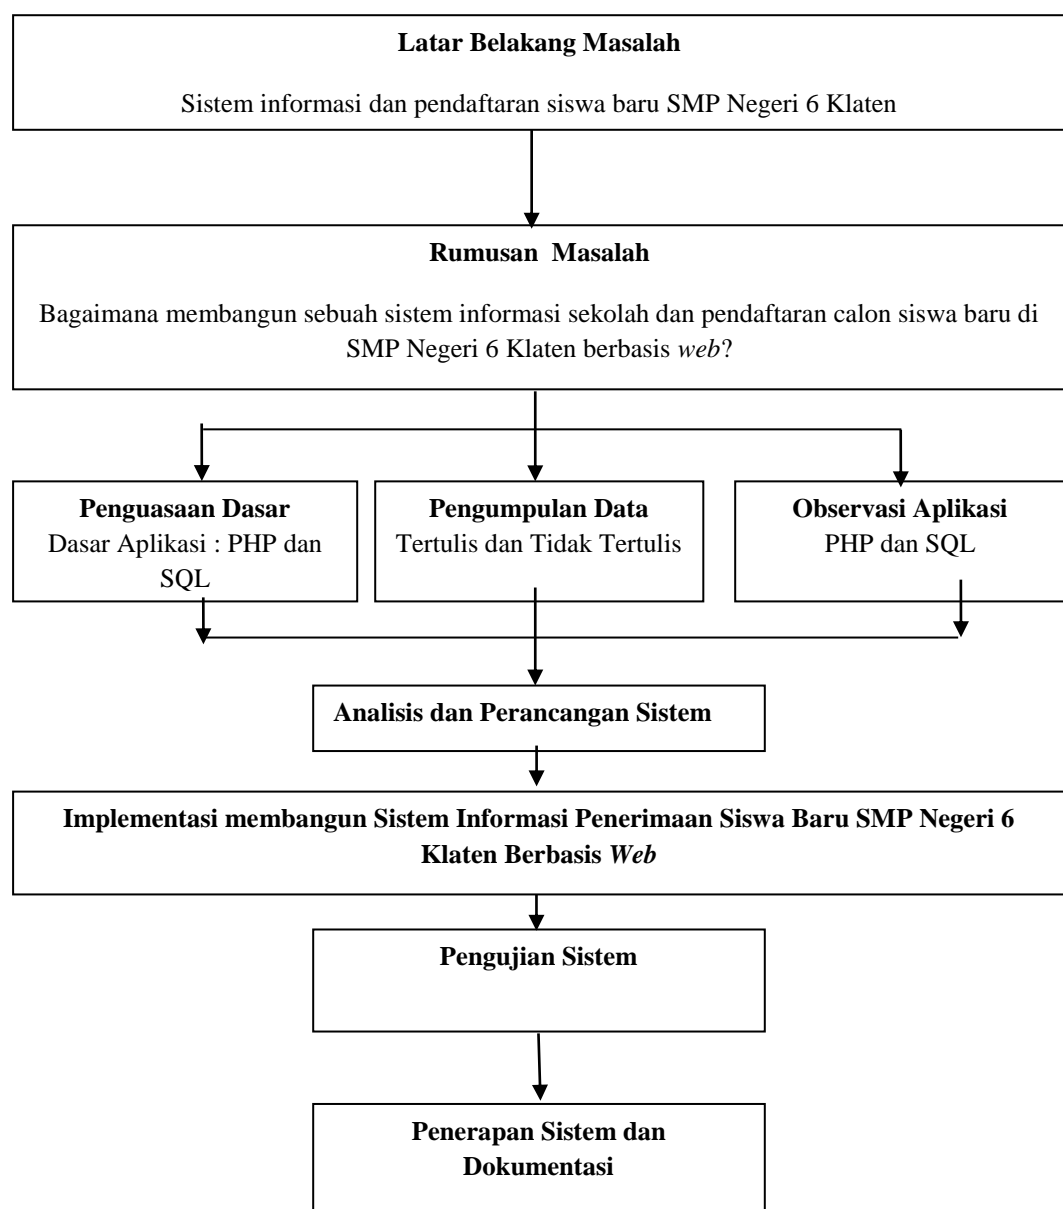 Latar Belakang Masalah
Sistem informasi dan pendaftaran siswa baru SMP Negeri 6 Klaten
Rumusan  Masalah
Bagaimana membangun sebuah sistem informasi sekolah dan pendaftaran calon siswa baru di
SMP Negeri 6 Klaten berbasis web?
Penguasaan Dasar
Dasar Aplikasi : PHP dan
SQL
Pengumpulan Data
Tertulis dan Tidak Tertulis
Observasi Aplikasi
PHP dan SQL
Analisis dan Perancangan Sistem
Implementasi membangun Sistem Informasi Penerimaan Siswa Baru SMP Negeri 6
Klaten Berbasis Web
Pengujian Sistem
Penerapan Sistem dan
Dokumentasi